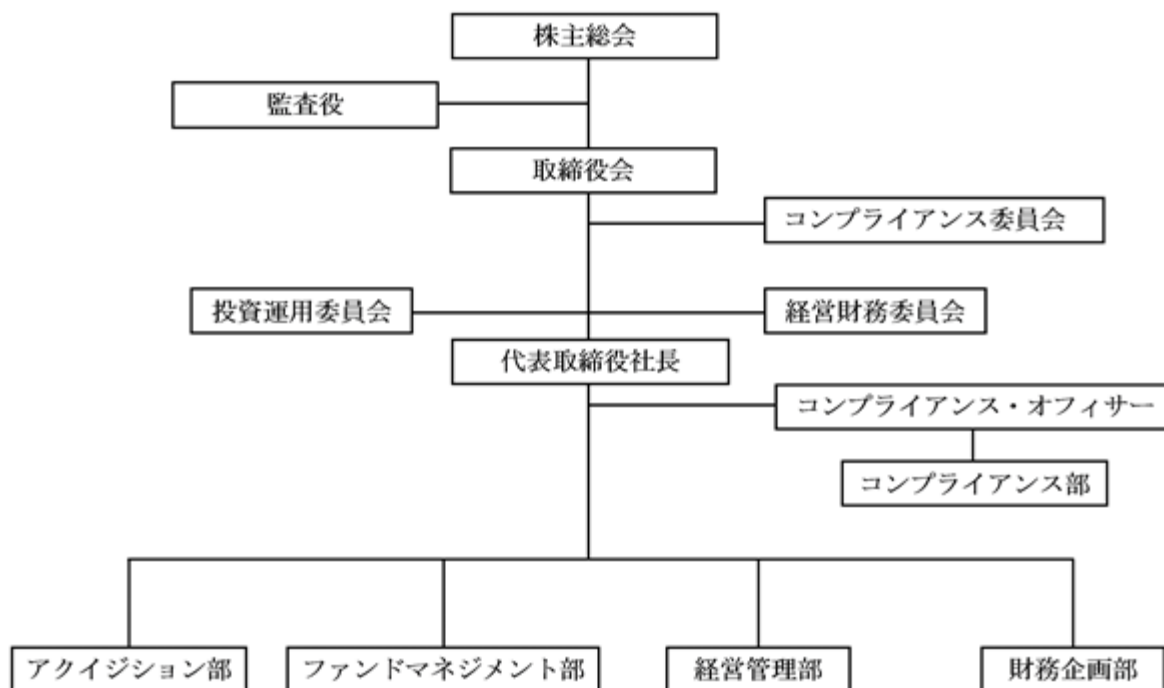 株主総会
監査役
取締役会
コンプライアンス委員会
投資運用委員会
経営財務委員会
代表取締役社長
コンプライアンス・オフィサー
コンプライアンス部
アクイジション部
ファンドマネジメント部
経営管理部
財務企画部